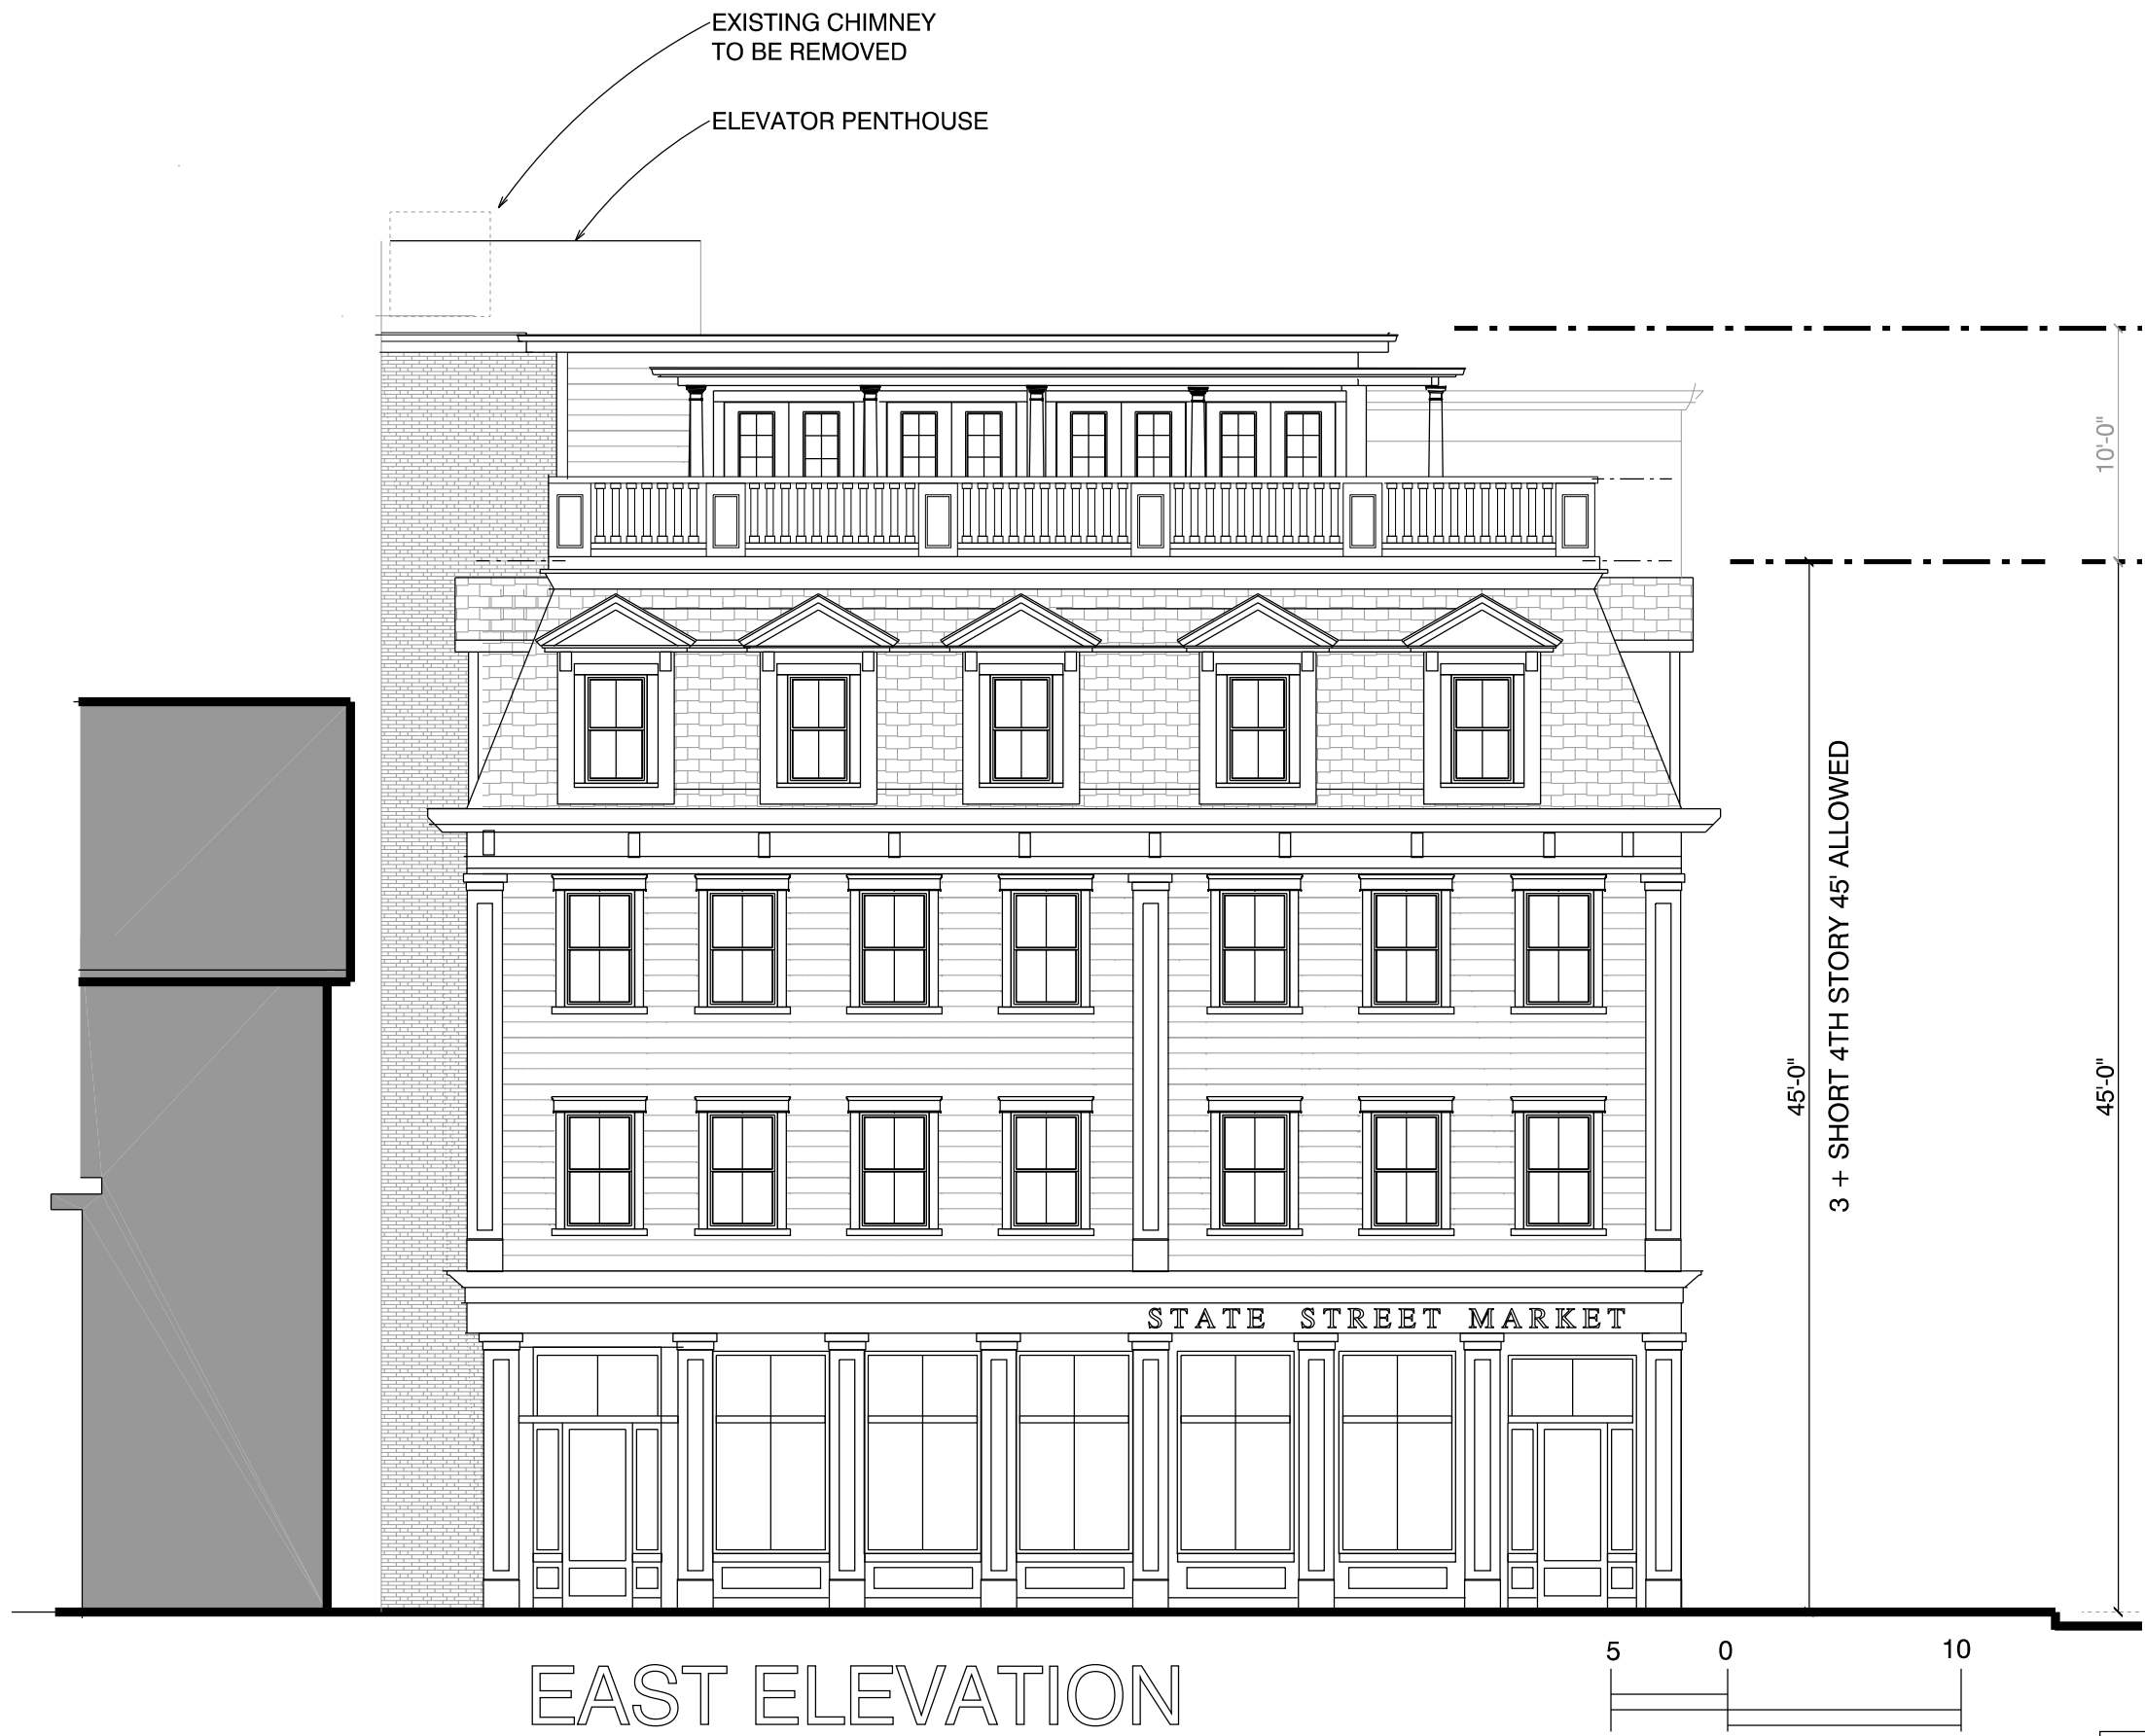 EXISTING CHIMNEY
TO BE REMOVED
ELEVATOR PENTHOUSE
10'-0"
3 + SHORT 4TH STORY 45' ALLOWED
45'-0"
45'-0"
STATE STREET MARKET
EAST ELEVATION
5 0 10